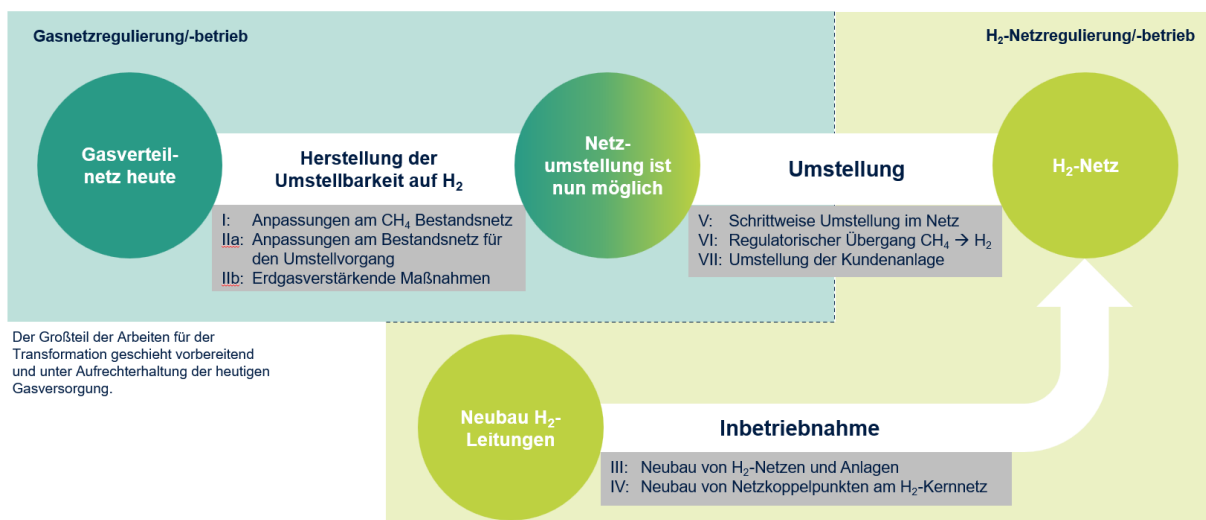 Gasnetzregulierung/-betrieb
H₂-Netzregulierung/-betrieb
Gasverteil-
netz heute
Herstellung der
Umstellbarkeit auf H₂
Netz-
umstellung ist
nun möglich
Umstellung
H₂-Netz
I: Anpassungen am CH₄ Bestandsnetz
IIa: Anpassungen am Bestandsnetz für
den Umstellvorgang
IIb: Erdgasverstärkende Maßnahmen
V: Schrittweise Umstellung im Netz
VI: Regulatorischer Übergang CH₄ → H₂
VII: Umstellung der Kundenanlage
Der Großteil der Arbeiten für der
Transformation geschieht vorbereitend
und unter Aufrechterhaltung der heutigen
Gasversorgung.
Neubau H₂-
Leitungen
Inbetriebnahme
III: Neubau von H₂-Netzen und Anlagen
IV: Neubau von Netzkoppelpunkten am H₂-Kernnetz